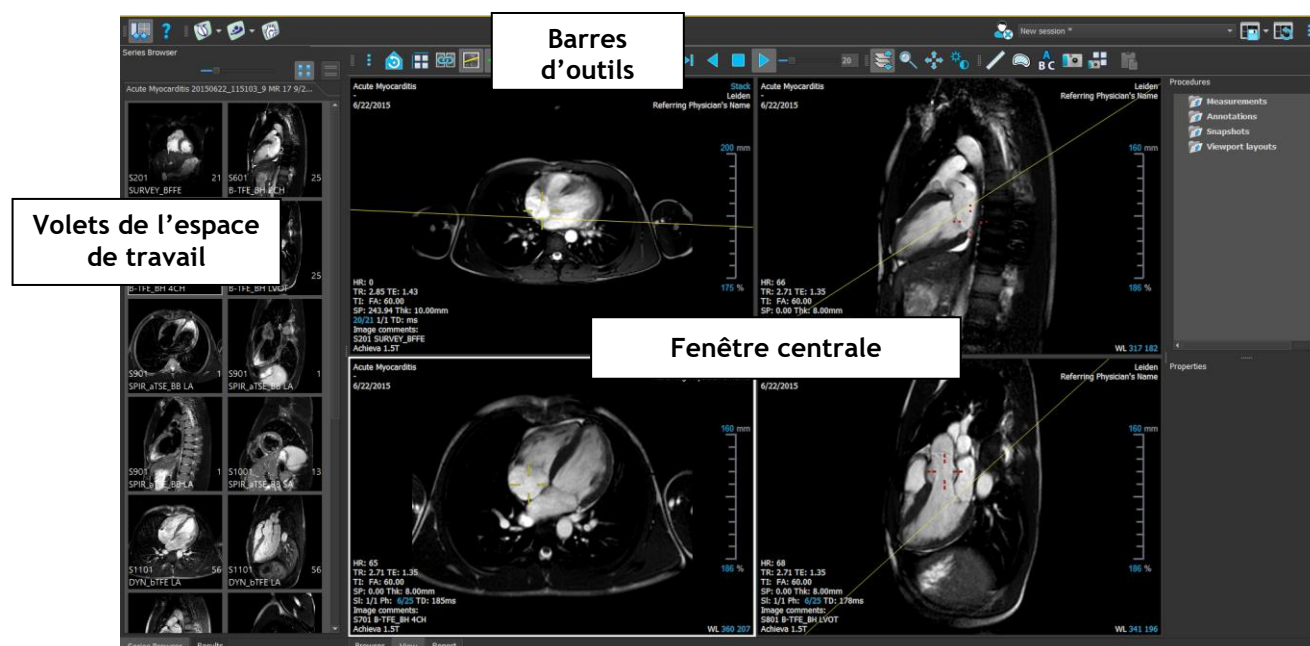 Barres
d’outils
New session *
Series Browser
20
Acute Myocarditis 20150622_115103_9 MR 17 9/2...
S201 21
SURVEY_BFFE
S601 25
B-TFE_BH 2CH
Volets de l’espace
de travail
25
B-TFE_BH 4CH
B-TFE_BH LVOT
S901 1
SPIR_aTSE_BB LA
S901 1
SPIR_aTSE_BB LA
S901 1
SPIR_aTSE_BB LA
S1001 13
SPIR_aTSE_BB SA
S1101 56
DYN_bTFE LA
S1101 56
DYN_bTFE LA
Series Browser Results
Acute Myocarditis
-
6/22/2015
Stack
Leiden
Referring Physician's Name
200 mm
175 %
HR: 0
TR: 2.85 TE: 1.43
TI: FA: 60.00
SP: 243.94 Thk: 10.00mm
20/21 1/1 TD: ms
Image comments:
S201 SURVEY_BFFE
Achieva 1.5T
Acute Myocarditis
-
6/22/2015
Leiden
Referring Physician's Name
160 mm
186 %
HR: 66
TR: 2.71 TE: 1.35
TI: FA: 60.00
SP: 0.00 Thk: 8.00mm
WL 317 182
Fenêtre centrale
Acute Myocarditis
-
6/22/2015
160 mm
186 %
HR: 65
TR: 2.71 TE: 1.35
TI: FA: 60.00
SP: 0.00 Thk: 8.00mm
SI: 1/1 Ph: 6/25 TD: 185ms
Image comments:
S701 B-TFE_BH 4CH
Achieva 1.5T
WL 360 207
Leiden
Referring Physician's Name
160 mm
186 %
HR: 68
TR: 2.71 TE: 1.35
TI: FA: 60.00
SP: 0.00 Thk: 8.00mm
SI: 1/1 Ph: 6/25 TD: 178ms
Image comments:
S801 B-TFE_BH LVOT
Achieva 1.5T
WL 341 196
Browser View Report
Procedures
Measurements
Annotations
Snapshots
Viewport layouts
Properties